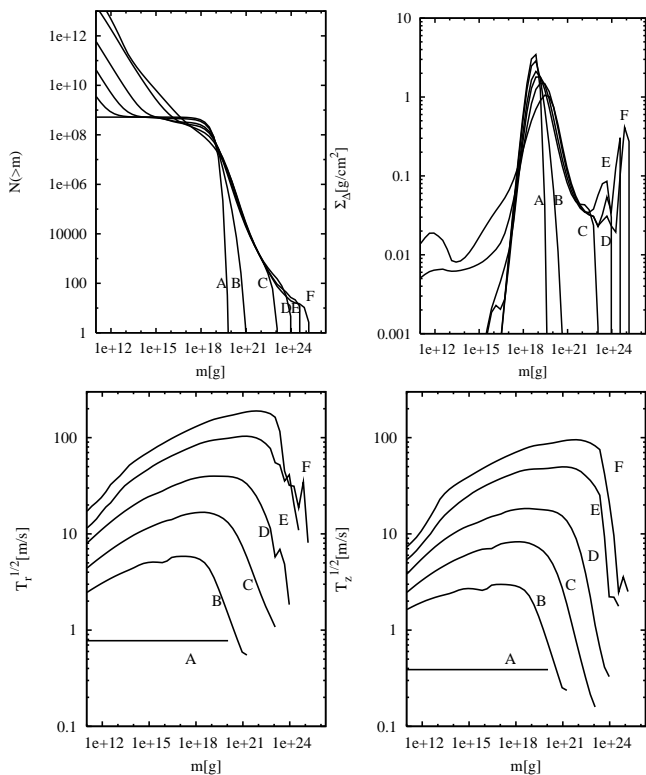 1e+12
1e+10
1e+08
1e+06
10000
100
1
N(>m)
A B C D E F
1e+12 1e+15 1e+18 1e+21 1e+24
m[g]
10
1
0.1
0.01
0.001
Σ_Δ[g/cm²]
A B C D E F
1e+12 1e+15 1e+18 1e+21 1e+24
m[g]
100
10
1
0.1
T_r^1/2[m/s]
A B C D E F
1e+12 1e+15 1e+18 1e+21 1e+24
m[g]
100
10
1
0.1
T_z^1/2[m/s]
A B C D E F
1e+12 1e+15 1e+18 1e+21 1e+24
m[g]